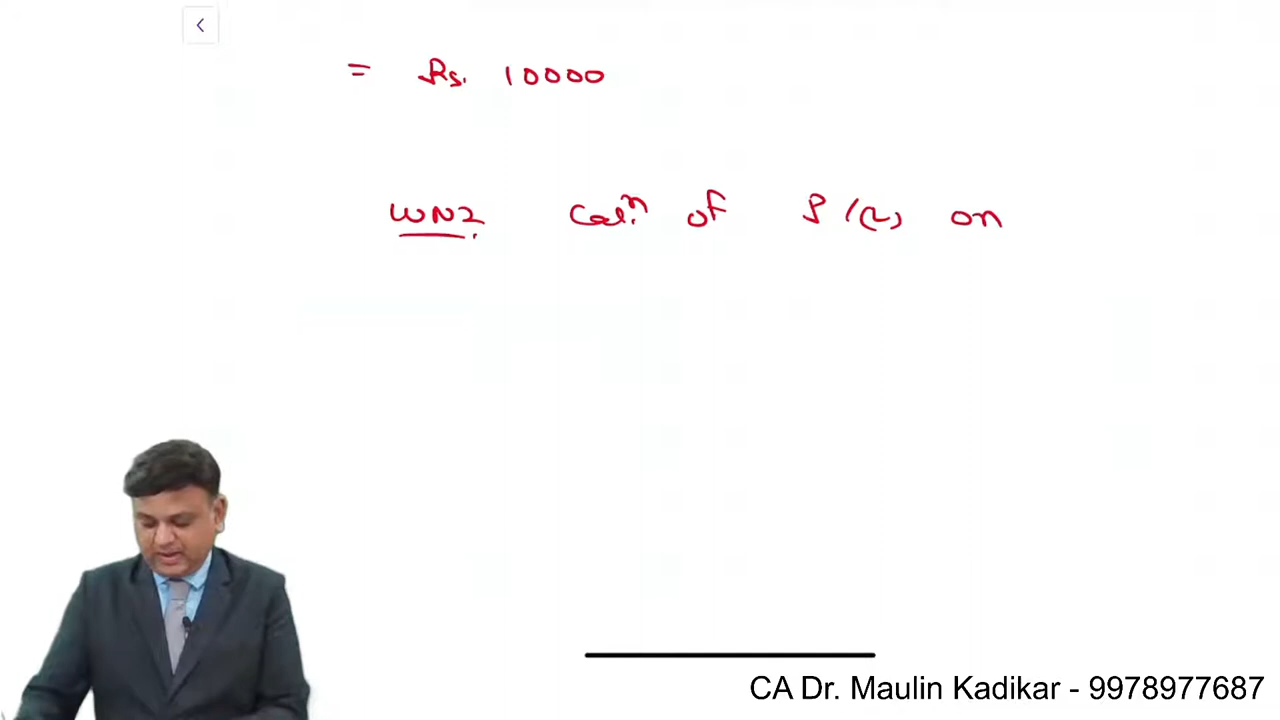 = Rs. 10000
WN2 Calⁿ. of P/(L) on
CA Dr. Maulin Kadikar - 9978977687